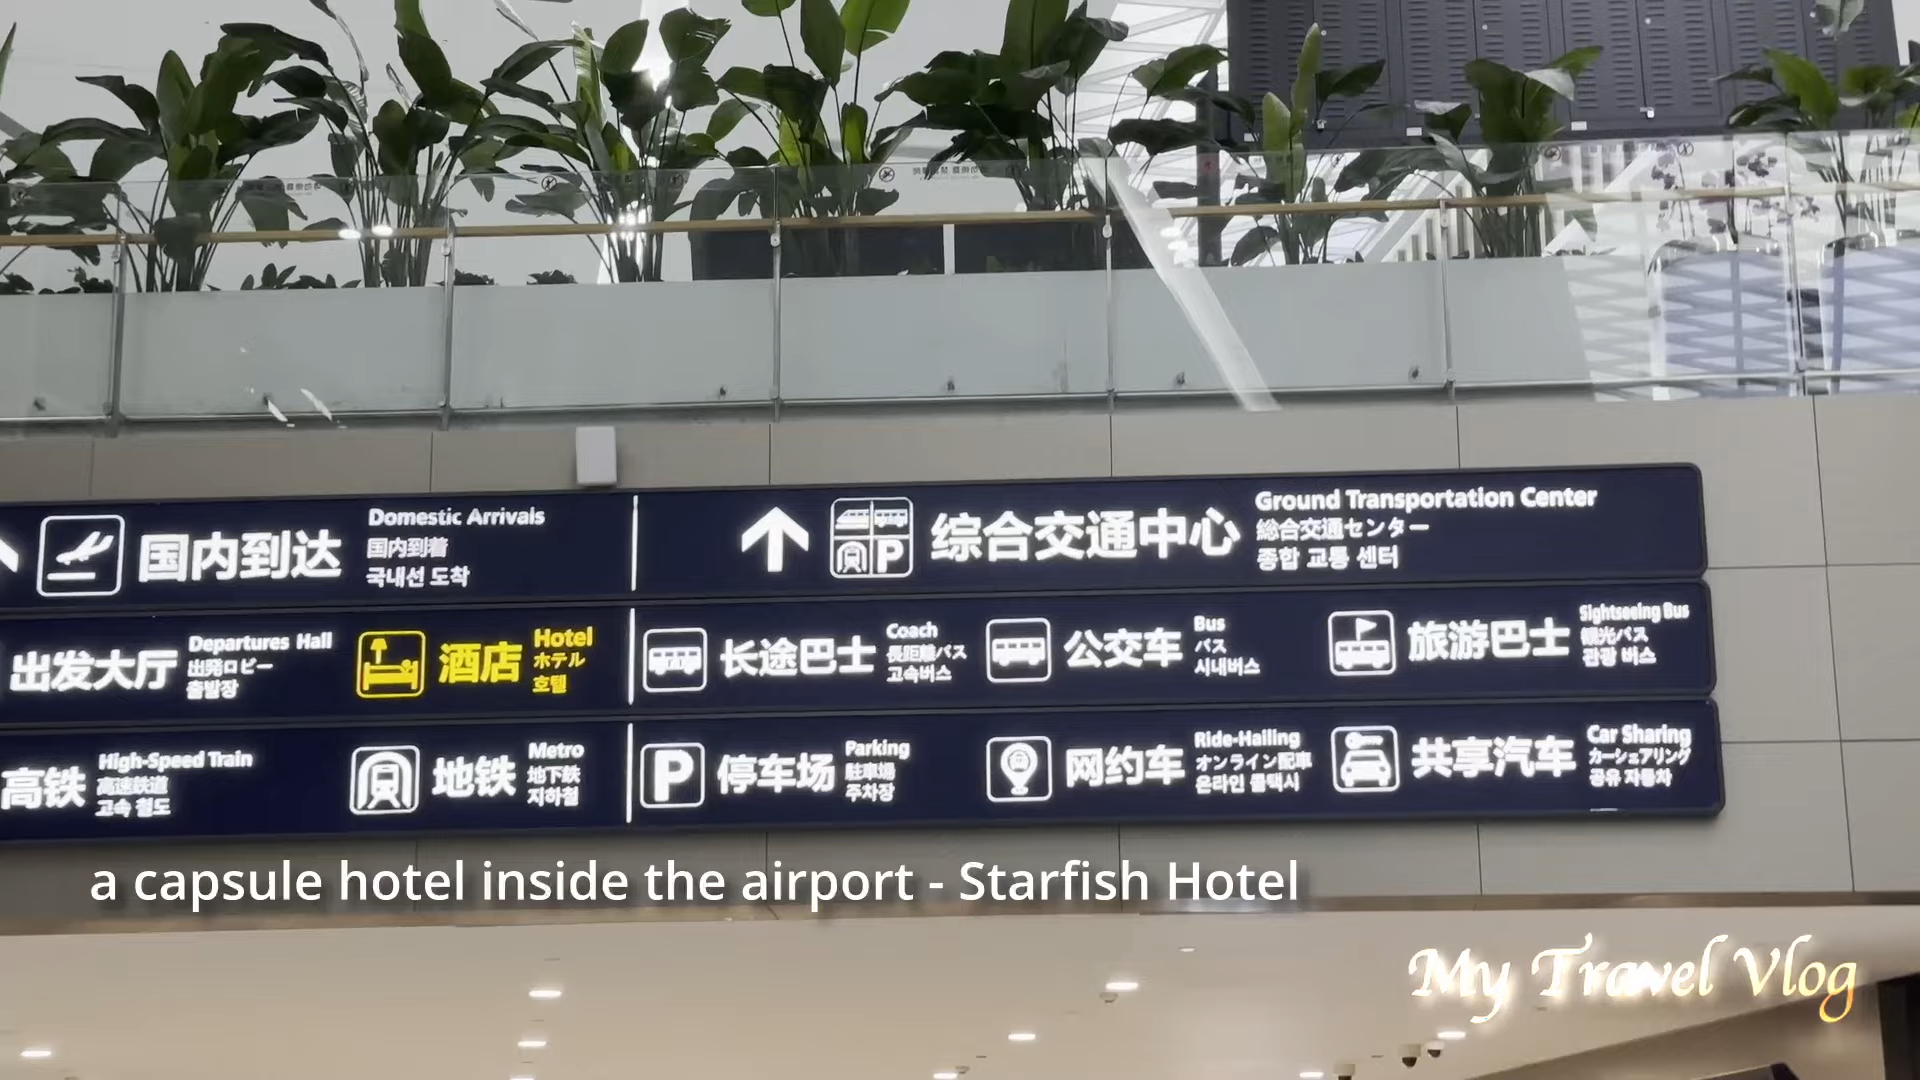 国内到达
Domestic Arrivals
国内到着
국내선 도착
综合交通中心
Ground Transportation Center
総合交通センター
종합 교통 센터
P
出发大厅
Departures Hall
出発ロビー
출발장
酒店
Hotel
ホテル
호텔
长途巴士
Coach
長距離バス
고속버스
公交车
Bus
バス
시내버스
旅游巴士
Sightseeing Bus
観光バス
관광 버스
高铁
High-Speed Train
高速鉄道
고속 철도
地铁
Metro
地下鉄
지하철
P
停车场
Parking
駐車場
주차장
网约车
Ride-Hailing
オンライン配車
온라인 콜택시
共享汽车
Car Sharing
カーシェアリング
공유 자동차
a capsule hotel inside the airport - Starfish Hotel
My Travel Vlog